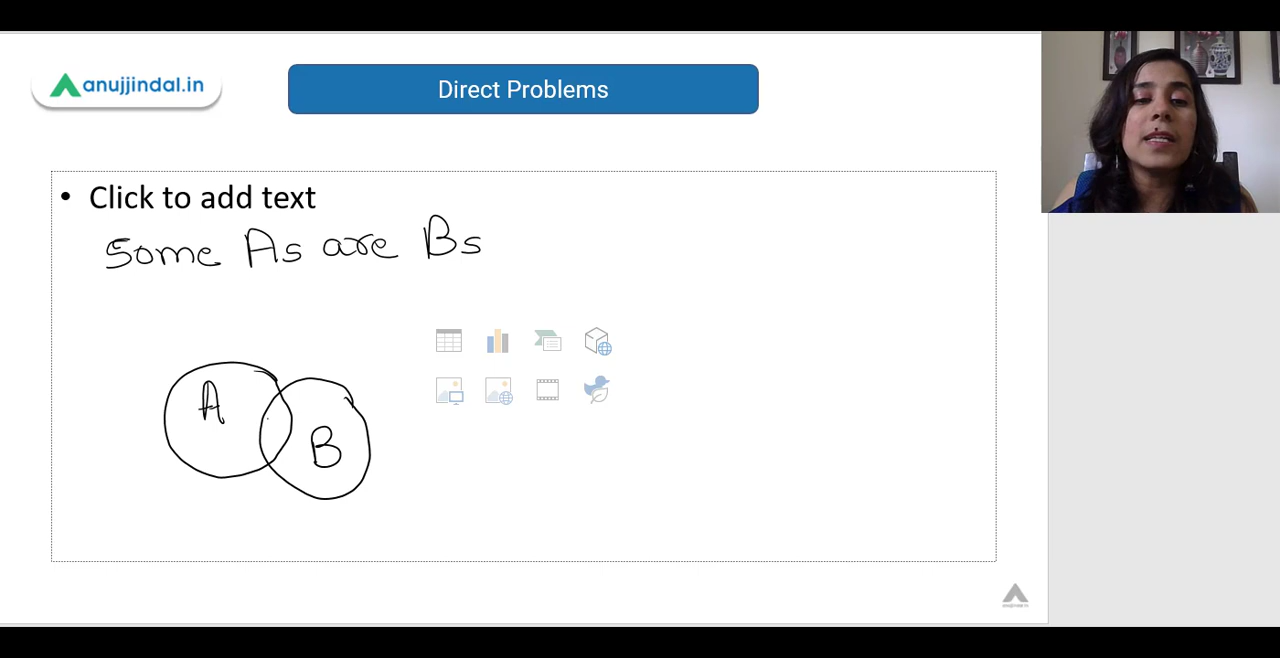 anujjindal.in
Direct Problems
• Click to add text
Some As are Bs
A
B